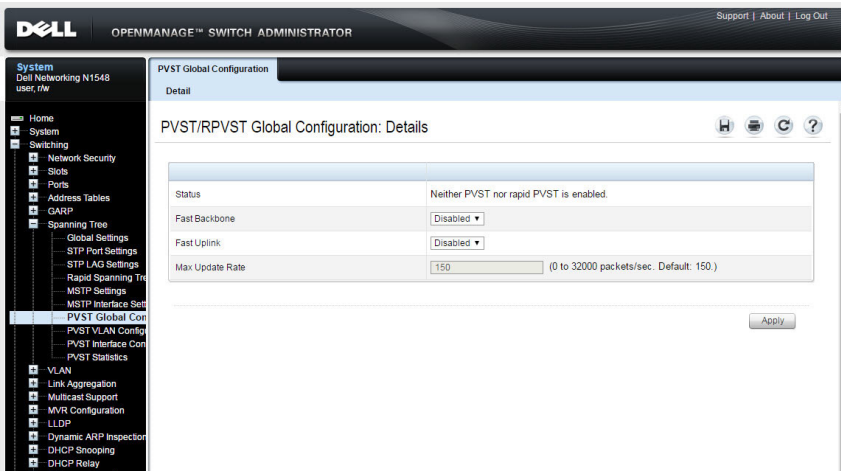 Support | About | Log Out
DELL OPENMANAGE™ SWITCH ADMINISTRATOR
System
Dell Networking N1548
user, r/w
PVST Global Configuration
Detail
Home
System
Switching
Network Security
Slots
Ports
Address Tables
GARP
Spanning Tree
Global Settings
STP Port Settings
STP LAG Settings
Rapid Spanning Tre
MSTP Settings
MSTP Interface Sett
PVST Global Con
PVST VLAN Config
PVST Interface Con
PVST Statistics
VLAN
Link Aggregation
Multicast Support
MVR Configuration
LLDP
Dynamic ARP Inspection
DHCP Snooping
DHCP Relay
PVST/RPVST Global Configuration: Details
Status Neither PVST nor rapid PVST is enabled.
Fast Backbone Disabled
Fast Uplink Disabled
Max Update Rate 150 (0 to 32000 packets/sec. Default: 150.)
Apply